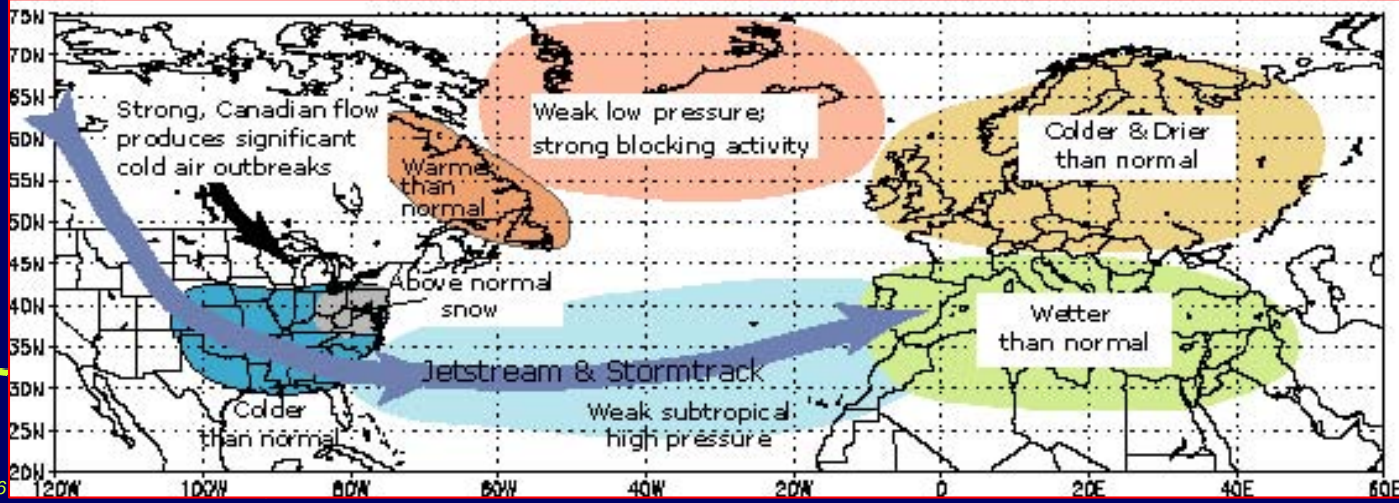 75N
70N
65N
60N
55N
50N
45N
40N
35N
30N
25N
20N
Strong, Canadian flow
produces significant
cold air outbreaks
Warmer
than
normal
Weak low pressure;
strong blocking activity
Colder & Drier
than normal
Above normal
snow
Wetter
than normal
Jetstream & Stormtrack
Colder
than normal
Weak subtropical
high pressure
6
120W 100W 80W 60W 40W 20W 0 20E 40E 60E